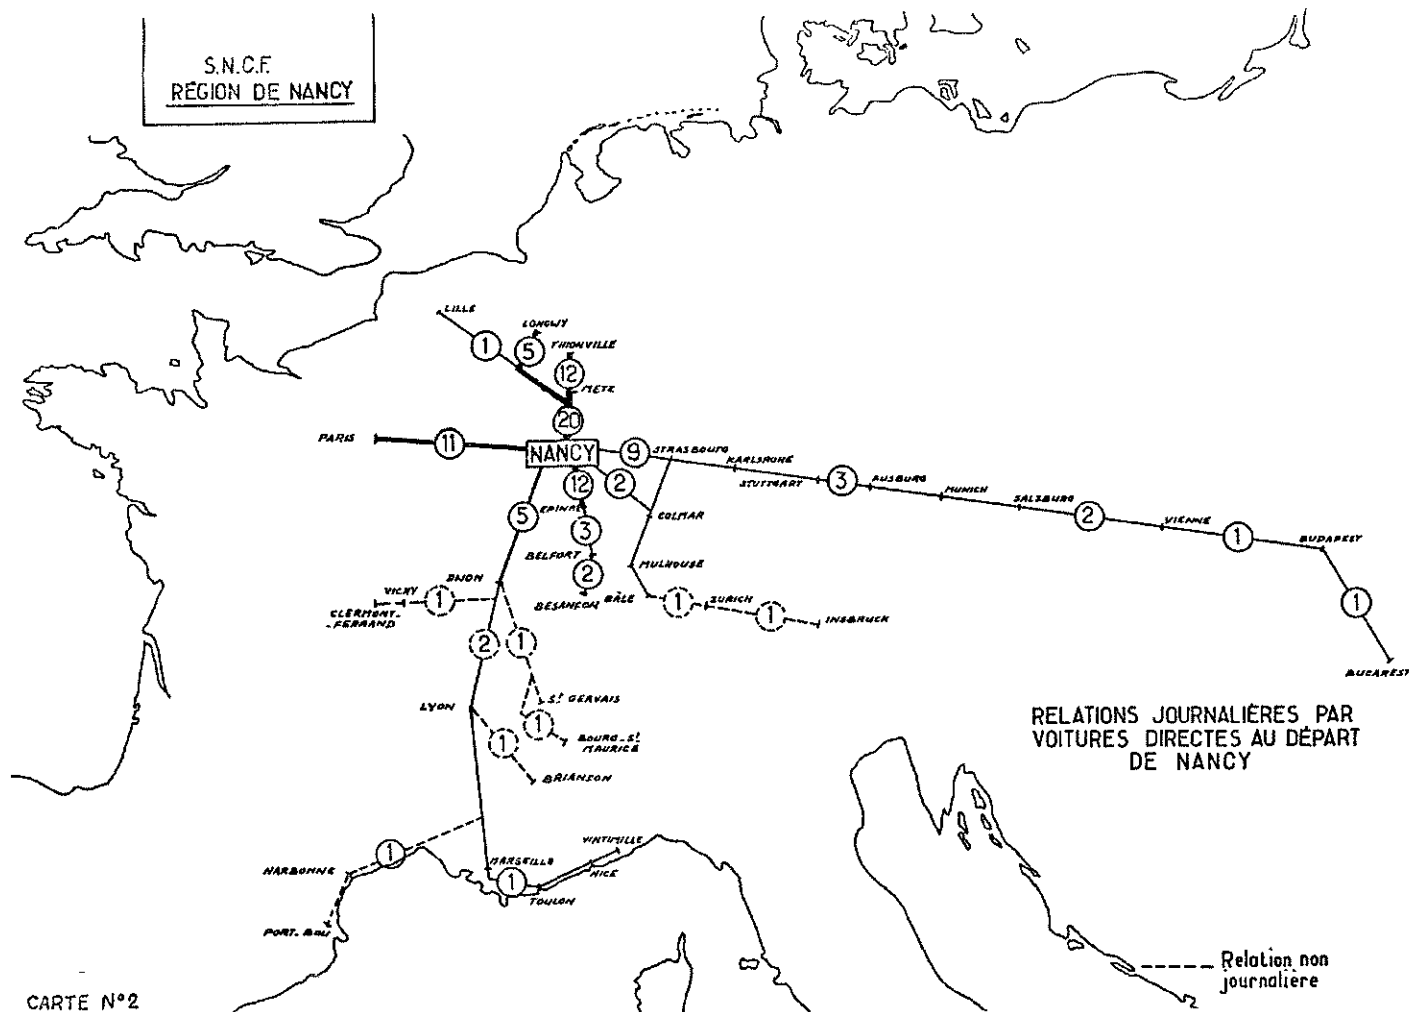 S.N.C.F.
RÉGION DE NANCY
LILLE
LONGWY
1
5
THIONVILLE
12
METZ
20
PARIS
11
NANCY
9
STRASBOURG
KARLSRUHE
STUTTGART
3
AUSBURG
MUNICH
SALZBURG
2
VIENNE
1
BUDAPEST
1
BUCAREST
12
2
5
EPINAL
3
COLMAR
BELFORT
MULHOUSE
2
BESANÇON
BÂLE
1
ZURICH
1
INSBRUCK
DIJON
VICHY
1
CLERMONT-
-FERRAND
2
1
LYON
St GERVAIS
1
BOURG-St
MAURICE
1
BRIANSON
RELATIONS JOURNALIÈRES PAR
VOITURES DIRECTES AU DÉPART
DE NANCY
VINTIMILLE
1
NARBONNE
MARSEILLE
NICE
1
TOULON
PORT-BOU
Relation non
journalière
CARTE N°2